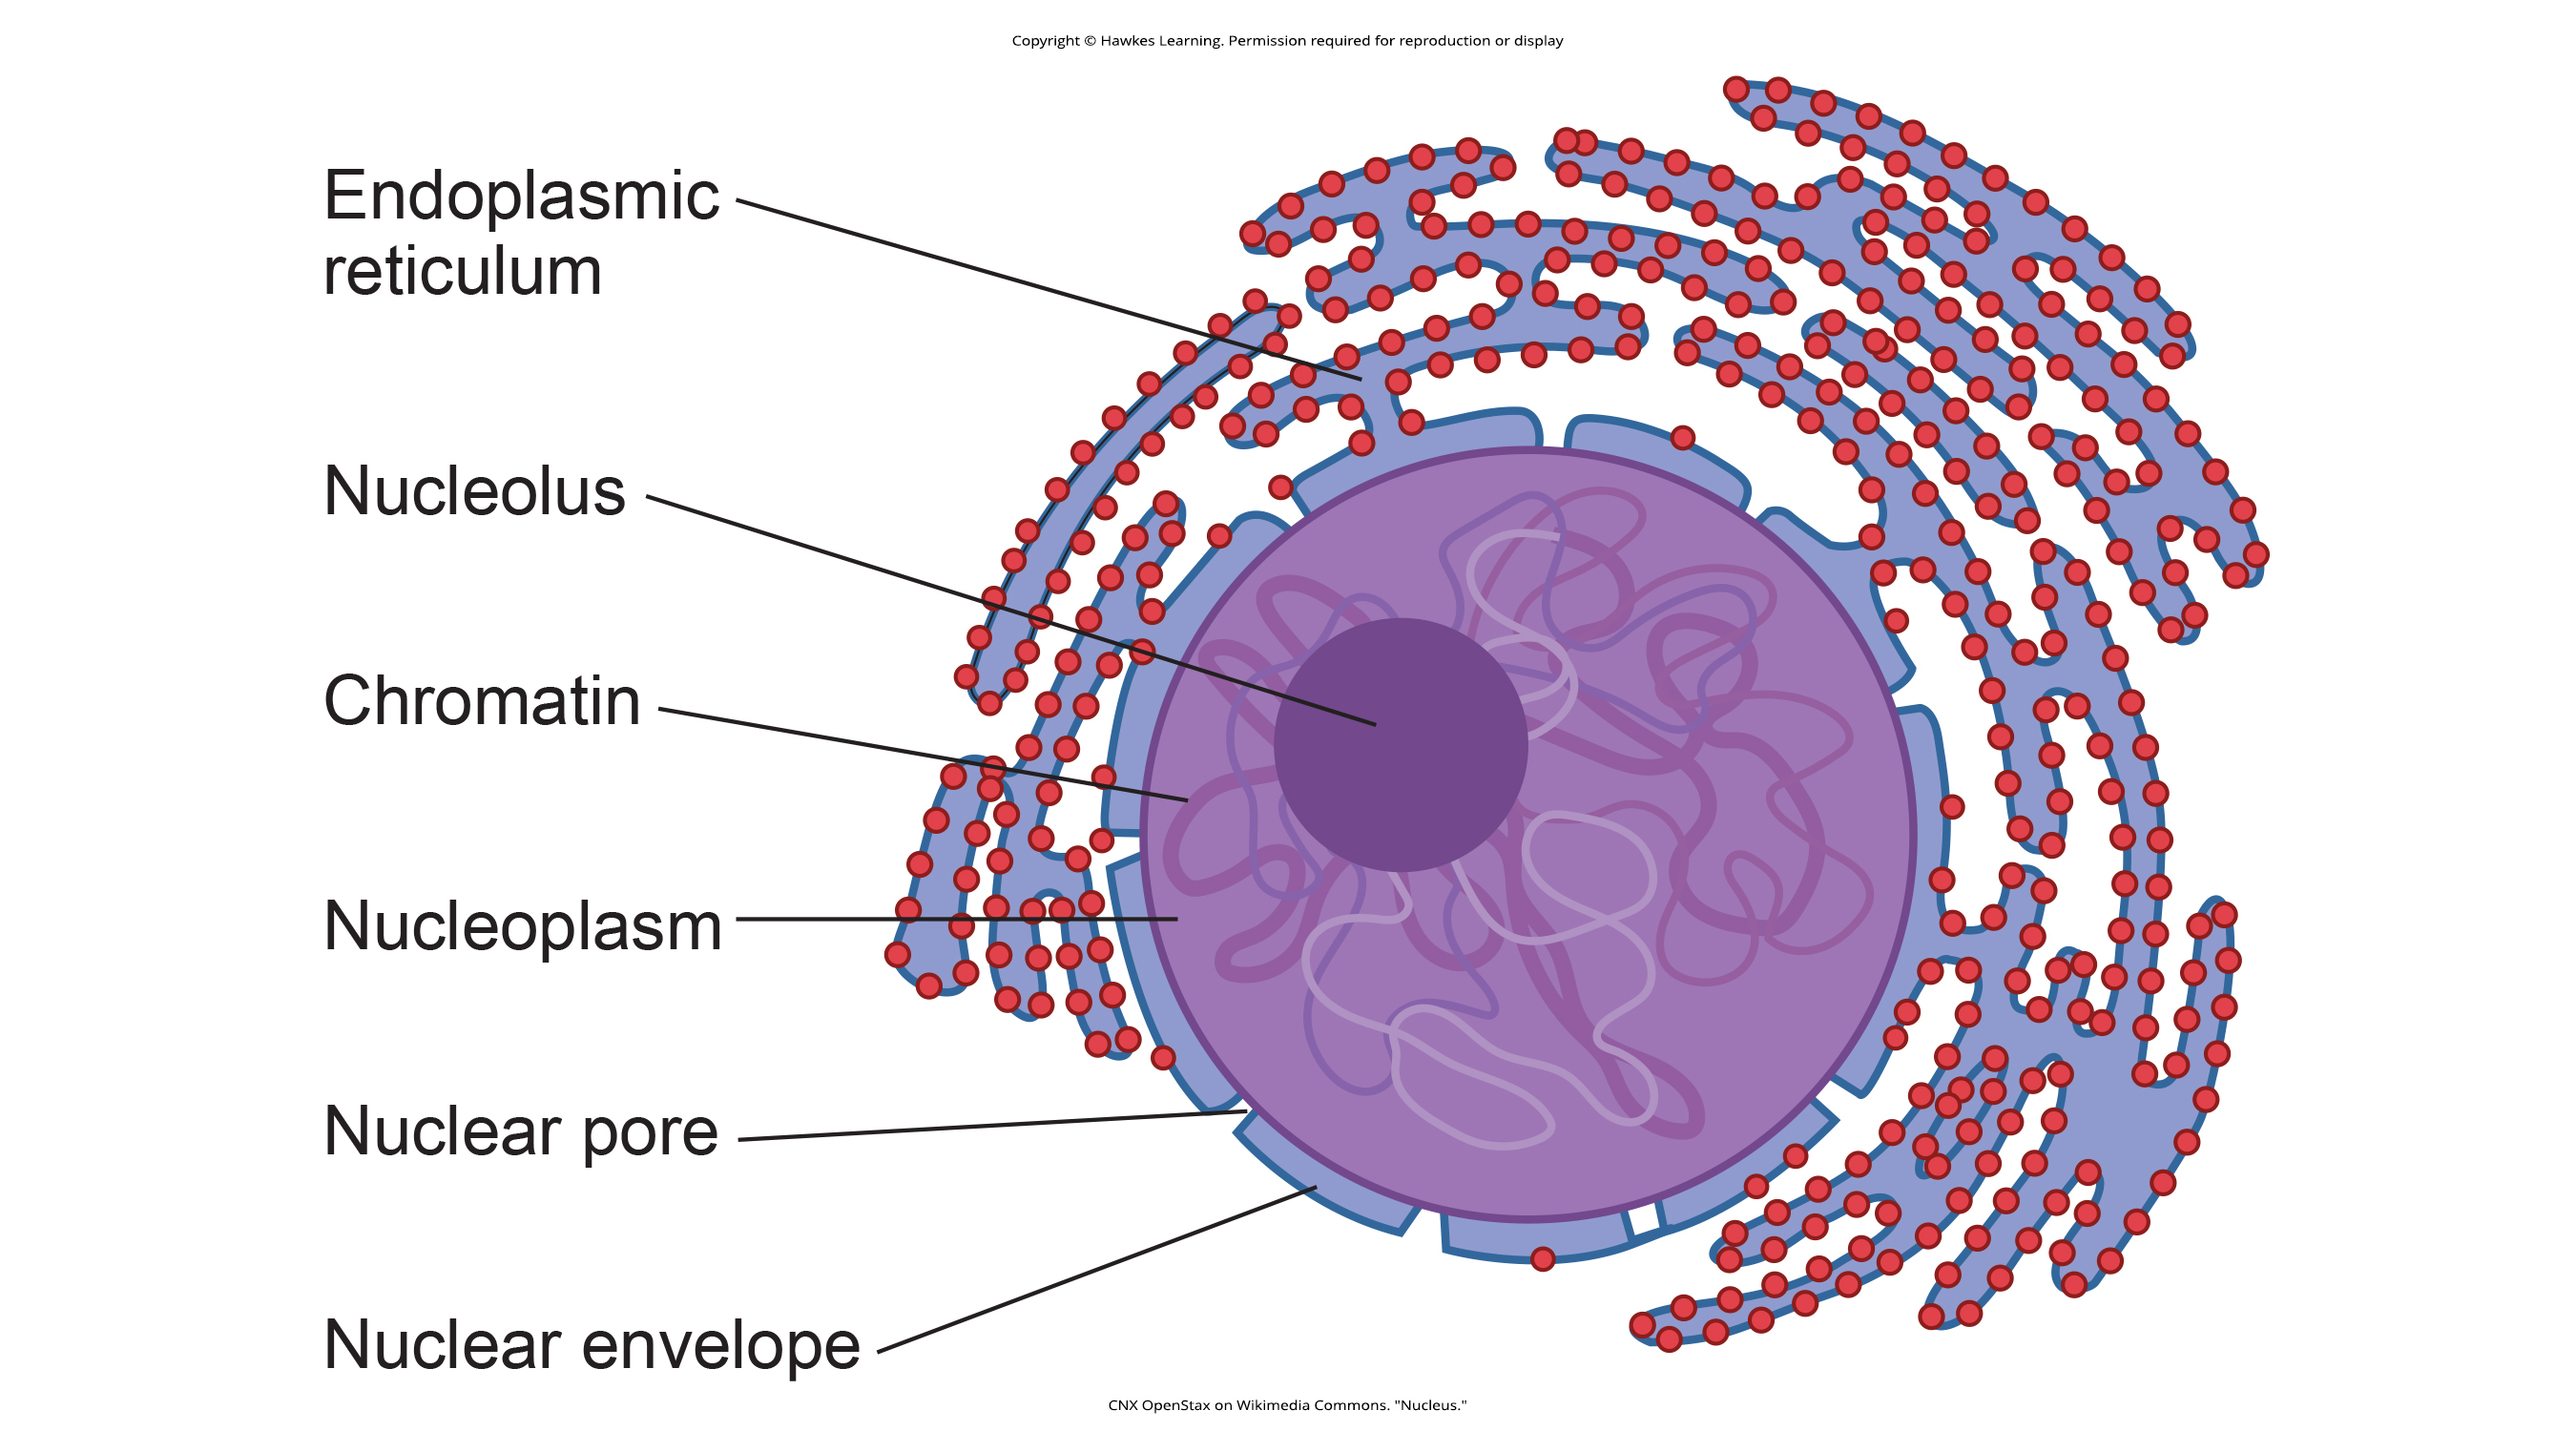 Copyright © Hawkes Learning. Permission required for reproduction or display
Endoplasmic
reticulum
Nucleolus
Chromatin
Nucleoplasm
Nuclear pore
Nuclear envelope
CNX OpenStax on Wikimedia Commons. "Nucleus."